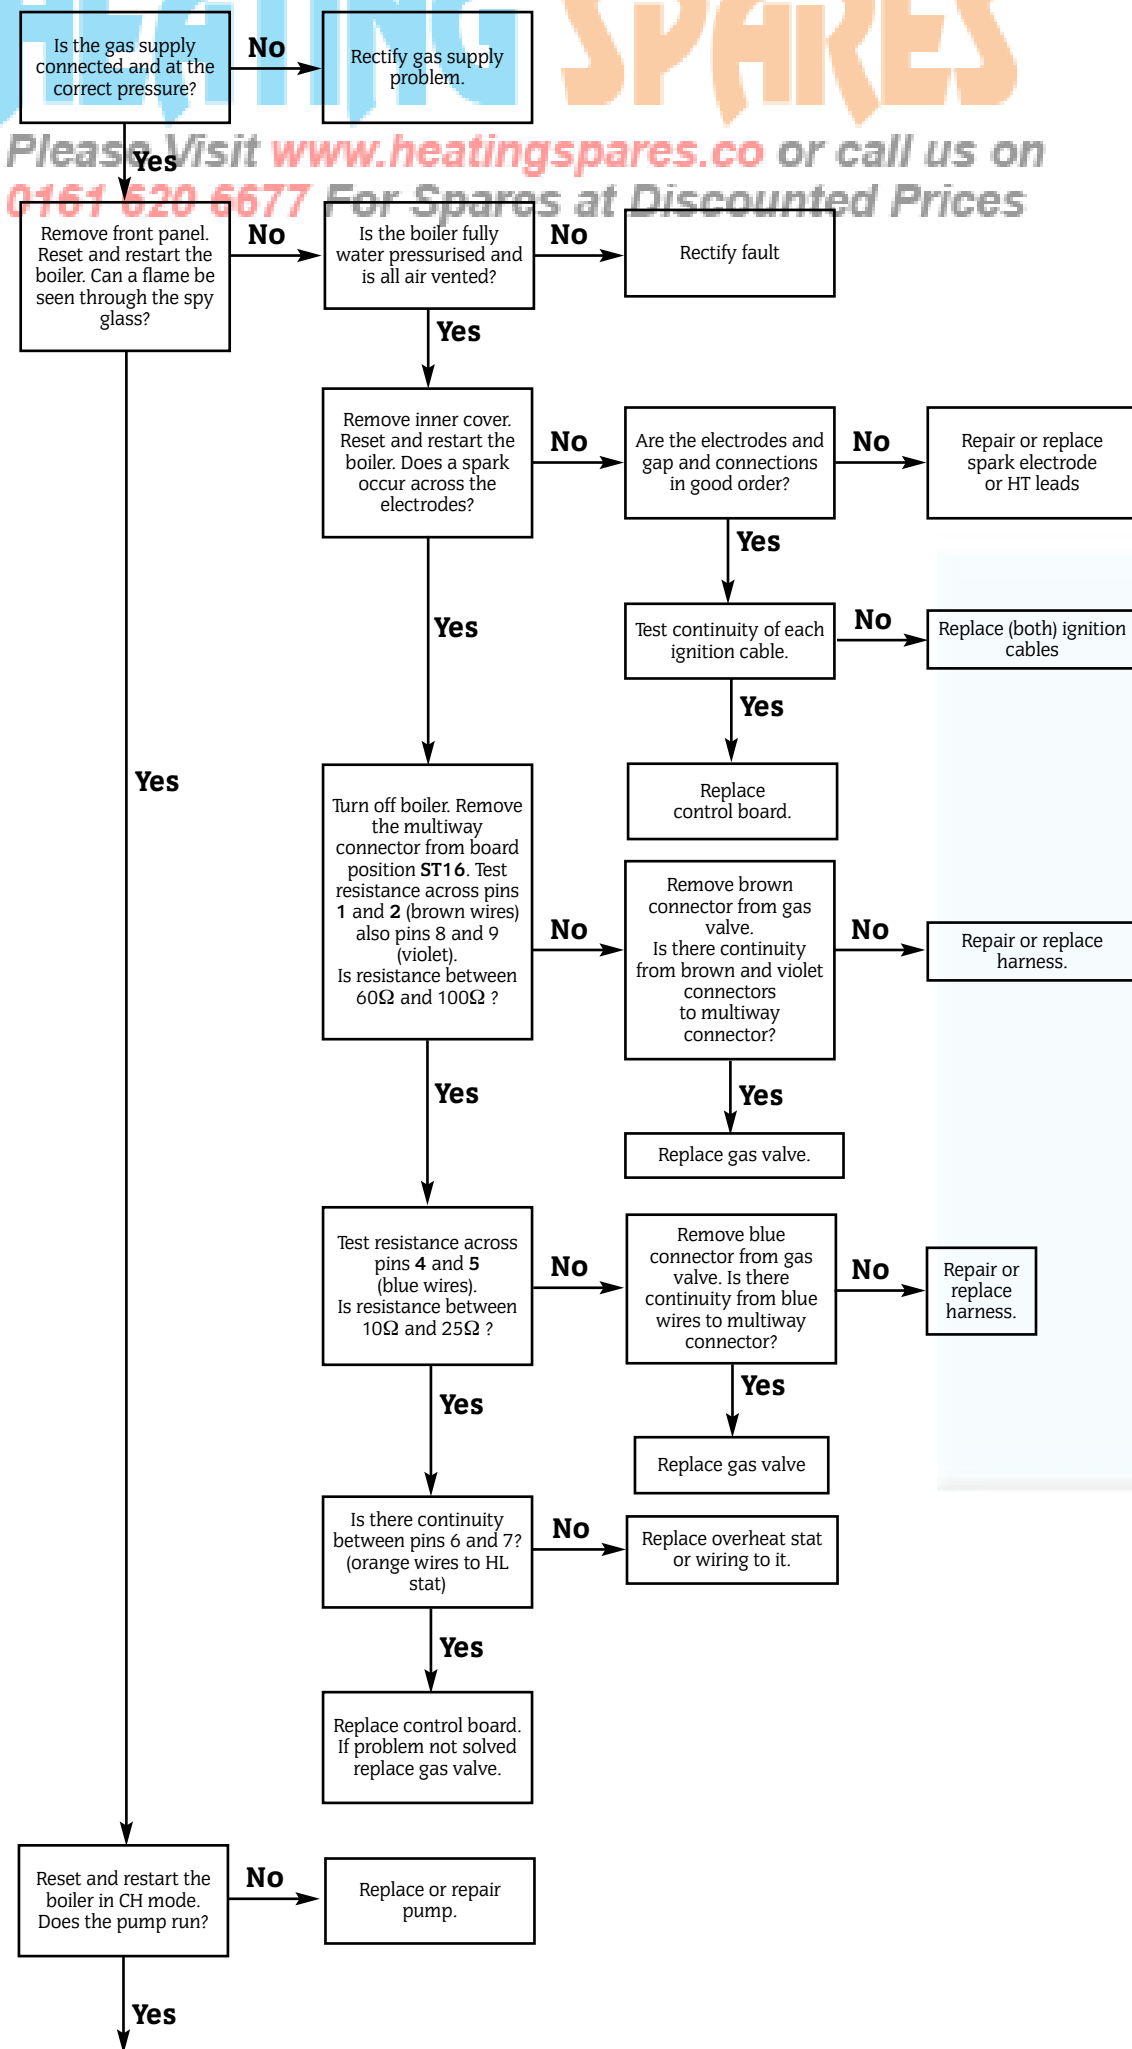 HEATING SPARES
Is the gas supply
connected and at the
correct pressure?
No
Rectify gas supply
problem.
Please Visit www.heatingspares.co or call us on
Yes
0161 620 6677 For Spares at Discounted Prices
Remove front panel.
Reset and restart the
boiler. Can a flame be
seen through the spy
glass?
No
Is the boiler fully
water pressurised and
is all air vented?
No
Rectify fault
Yes
Remove inner cover.
Reset and restart the
boiler. Does a spark
occur across the
electrodes?
No
Are the electrodes and
gap and connections
in good order?
No
Repair or replace
spark electrode
or HT leads
Yes
Yes
Test continuity of each
ignition cable.
No
Replace (both) ignition
cables
Yes
Yes
Replace
control board.
Turn off boiler. Remove
the multiway
connector from board
position ST16. Test
resistance across pins
1 and 2 (brown wires)
also pins 8 and 9
(violet).
Is resistance between
60Ω and 100Ω ?
No
Remove brown
connector from gas
valve.
Is there continuity
from brown and violet
connectors
to multiway
connector?
No
Repair or replace
harness.
Yes
Yes
Replace gas valve.
Test resistance across
pins 4 and 5
(blue wires).
Is resistance between
10Ω and 25Ω ?
No
Remove blue
connector from gas
valve. Is there
continuity from blue
wires to multiway
connector?
No
Repair or
replace
harness.
Yes
Yes
Replace gas valve
Is there continuity
between pins 6 and 7?
(orange wires to HL
stat)
No
Replace overheat stat
or wiring to it.
Yes
Replace control board.
If problem not solved
replace gas valve.
Reset and restart the
boiler in CH mode.
Does the pump run?
No
Replace or repair
pump.
Yes